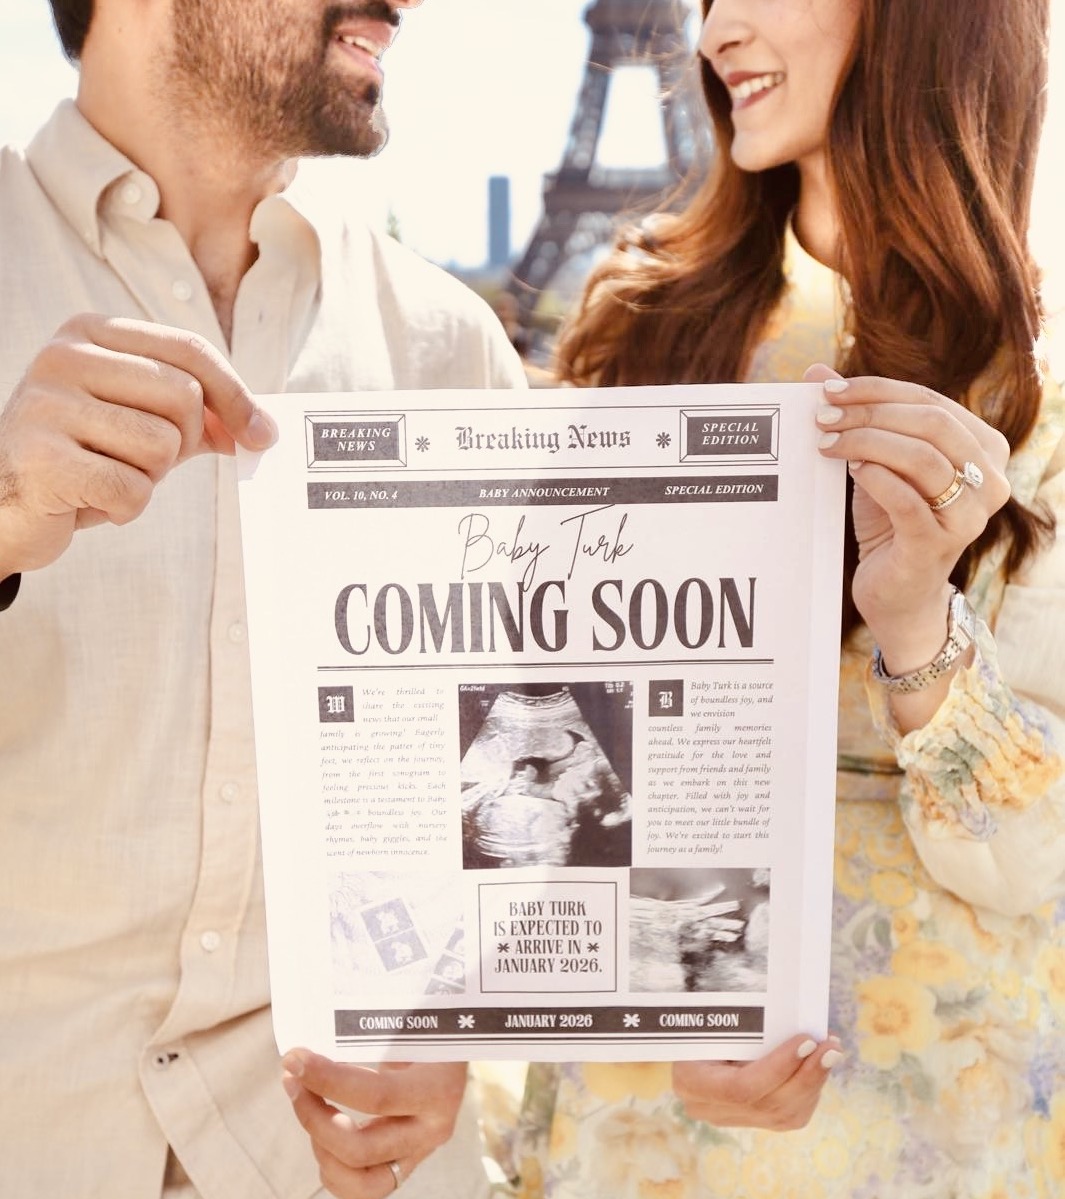 BREAKING
NEWS
Breaking News
SPECIAL
EDITION
VOL. 10, NO. 4 BABY ANNOUNCEMENT SPECIAL EDITION
Baby Turk
COMING SOON
We're thrilled to
share the exciting
news that our small
family is growing! Eagerly
anticipating the patter of tiny
feet, we reflect on the journey,
from the first sonogram to
feeling precious kicks. Each
milestone is a testament to Baby
boundless joy. Our
days overflow with nursery
rhymes, baby giggles, and the
scent of newborn innocence.
Baby Turk is a source
of boundless joy, and
we envision
countless family memories
ahead. We express our heartfelt
gratitude for the love and
support from friends and family
as we embark on this new
chapter. Filled with joy and
anticipation, we can't wait for
you to meet our little bundle of
joy. We're excited to start this
journey as a family!
BABY TURK
IS EXPECTED TO
ARRIVE IN
JANUARY 2026.
COMING SOON JANUARY 2026 COMING SOON